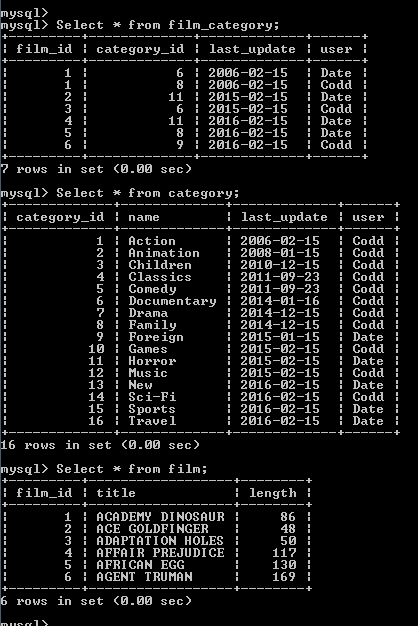 mysql>
mysql> Select * from film_category;
| film_id | category_id | last_update | user |
| 1 | 6 | 2006-02-15 | Date |
| 1 | 8 | 2006-02-15 | Codd |
| 2 | 11 | 2015-02-15 | Date |
| 3 | 6 | 2015-02-15 | Codd |
| 4 | 11 | 2016-02-15 | Date |
| 5 | 8 | 2016-02-15 | Codd |
| 6 | 9 | 2016-02-15 | Codd |
7 rows in set (0.00 sec)
mysql> Select * from category;
| category_id | name | last_update | user |
| 1 | Action | 2006-02-15 | Codd |
| 2 | Animation | 2008-01-15 | Codd |
| 3 | Children | 2010-12-15 | Codd |
| 4 | Classics | 2011-09-23 | Codd |
| 5 | Comedy | 2011-09-23 | Codd |
| 6 | Documentary | 2014-01-16 | Codd |
| 7 | Drama | 2014-12-15 | Codd |
| 8 | Family | 2014-12-15 | Codd |
| 9 | Foreign | 2015-01-15 | Date |
| 10 | Games | 2015-02-15 | Codd |
| 11 | Horror | 2015-02-15 | Date |
| 12 | Music | 2015-02-15 | Codd |
| 13 | New | 2016-02-15 | Date |
| 14 | Sci-Fi | 2016-02-15 | Codd |
| 15 | Sports | 2016-02-15 | Date |
| 16 | Travel | 2016-02-15 | Date |
16 rows in set (0.00 sec)
mysql> Select * from film;
| film_id | title | length |
| 1 | ACADEMY DINOSAUR | 86 |
| 2 | ACE GOLDFINGER | 48 |
| 3 | ADAPTATION HOLES | 50 |
| 4 | AFFAIR PREJUDICE | 117 |
| 5 | AFRICAN EGG | 130 |
| 6 | AGENT TRUMAN | 169 |
6 rows in set (0.00 sec)
mysql>